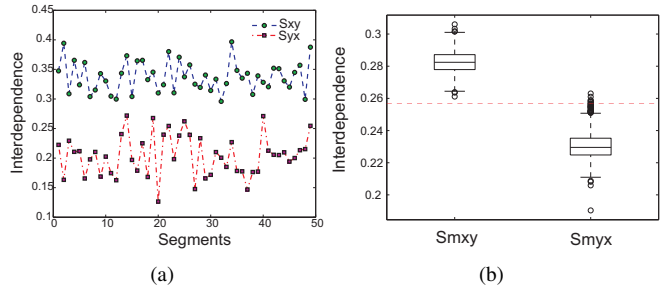 (a)
Interdependence
0.45
0.4
0.35
0.3
0.25
0.2
0.15
0.1
Sxy
Syx
0
10
20
30
40
50
Segments
(a)
(b)
Interdependence
0.3
0.28
0.26
0.24
0.22
0.2
Smxy
Smyx
(b)